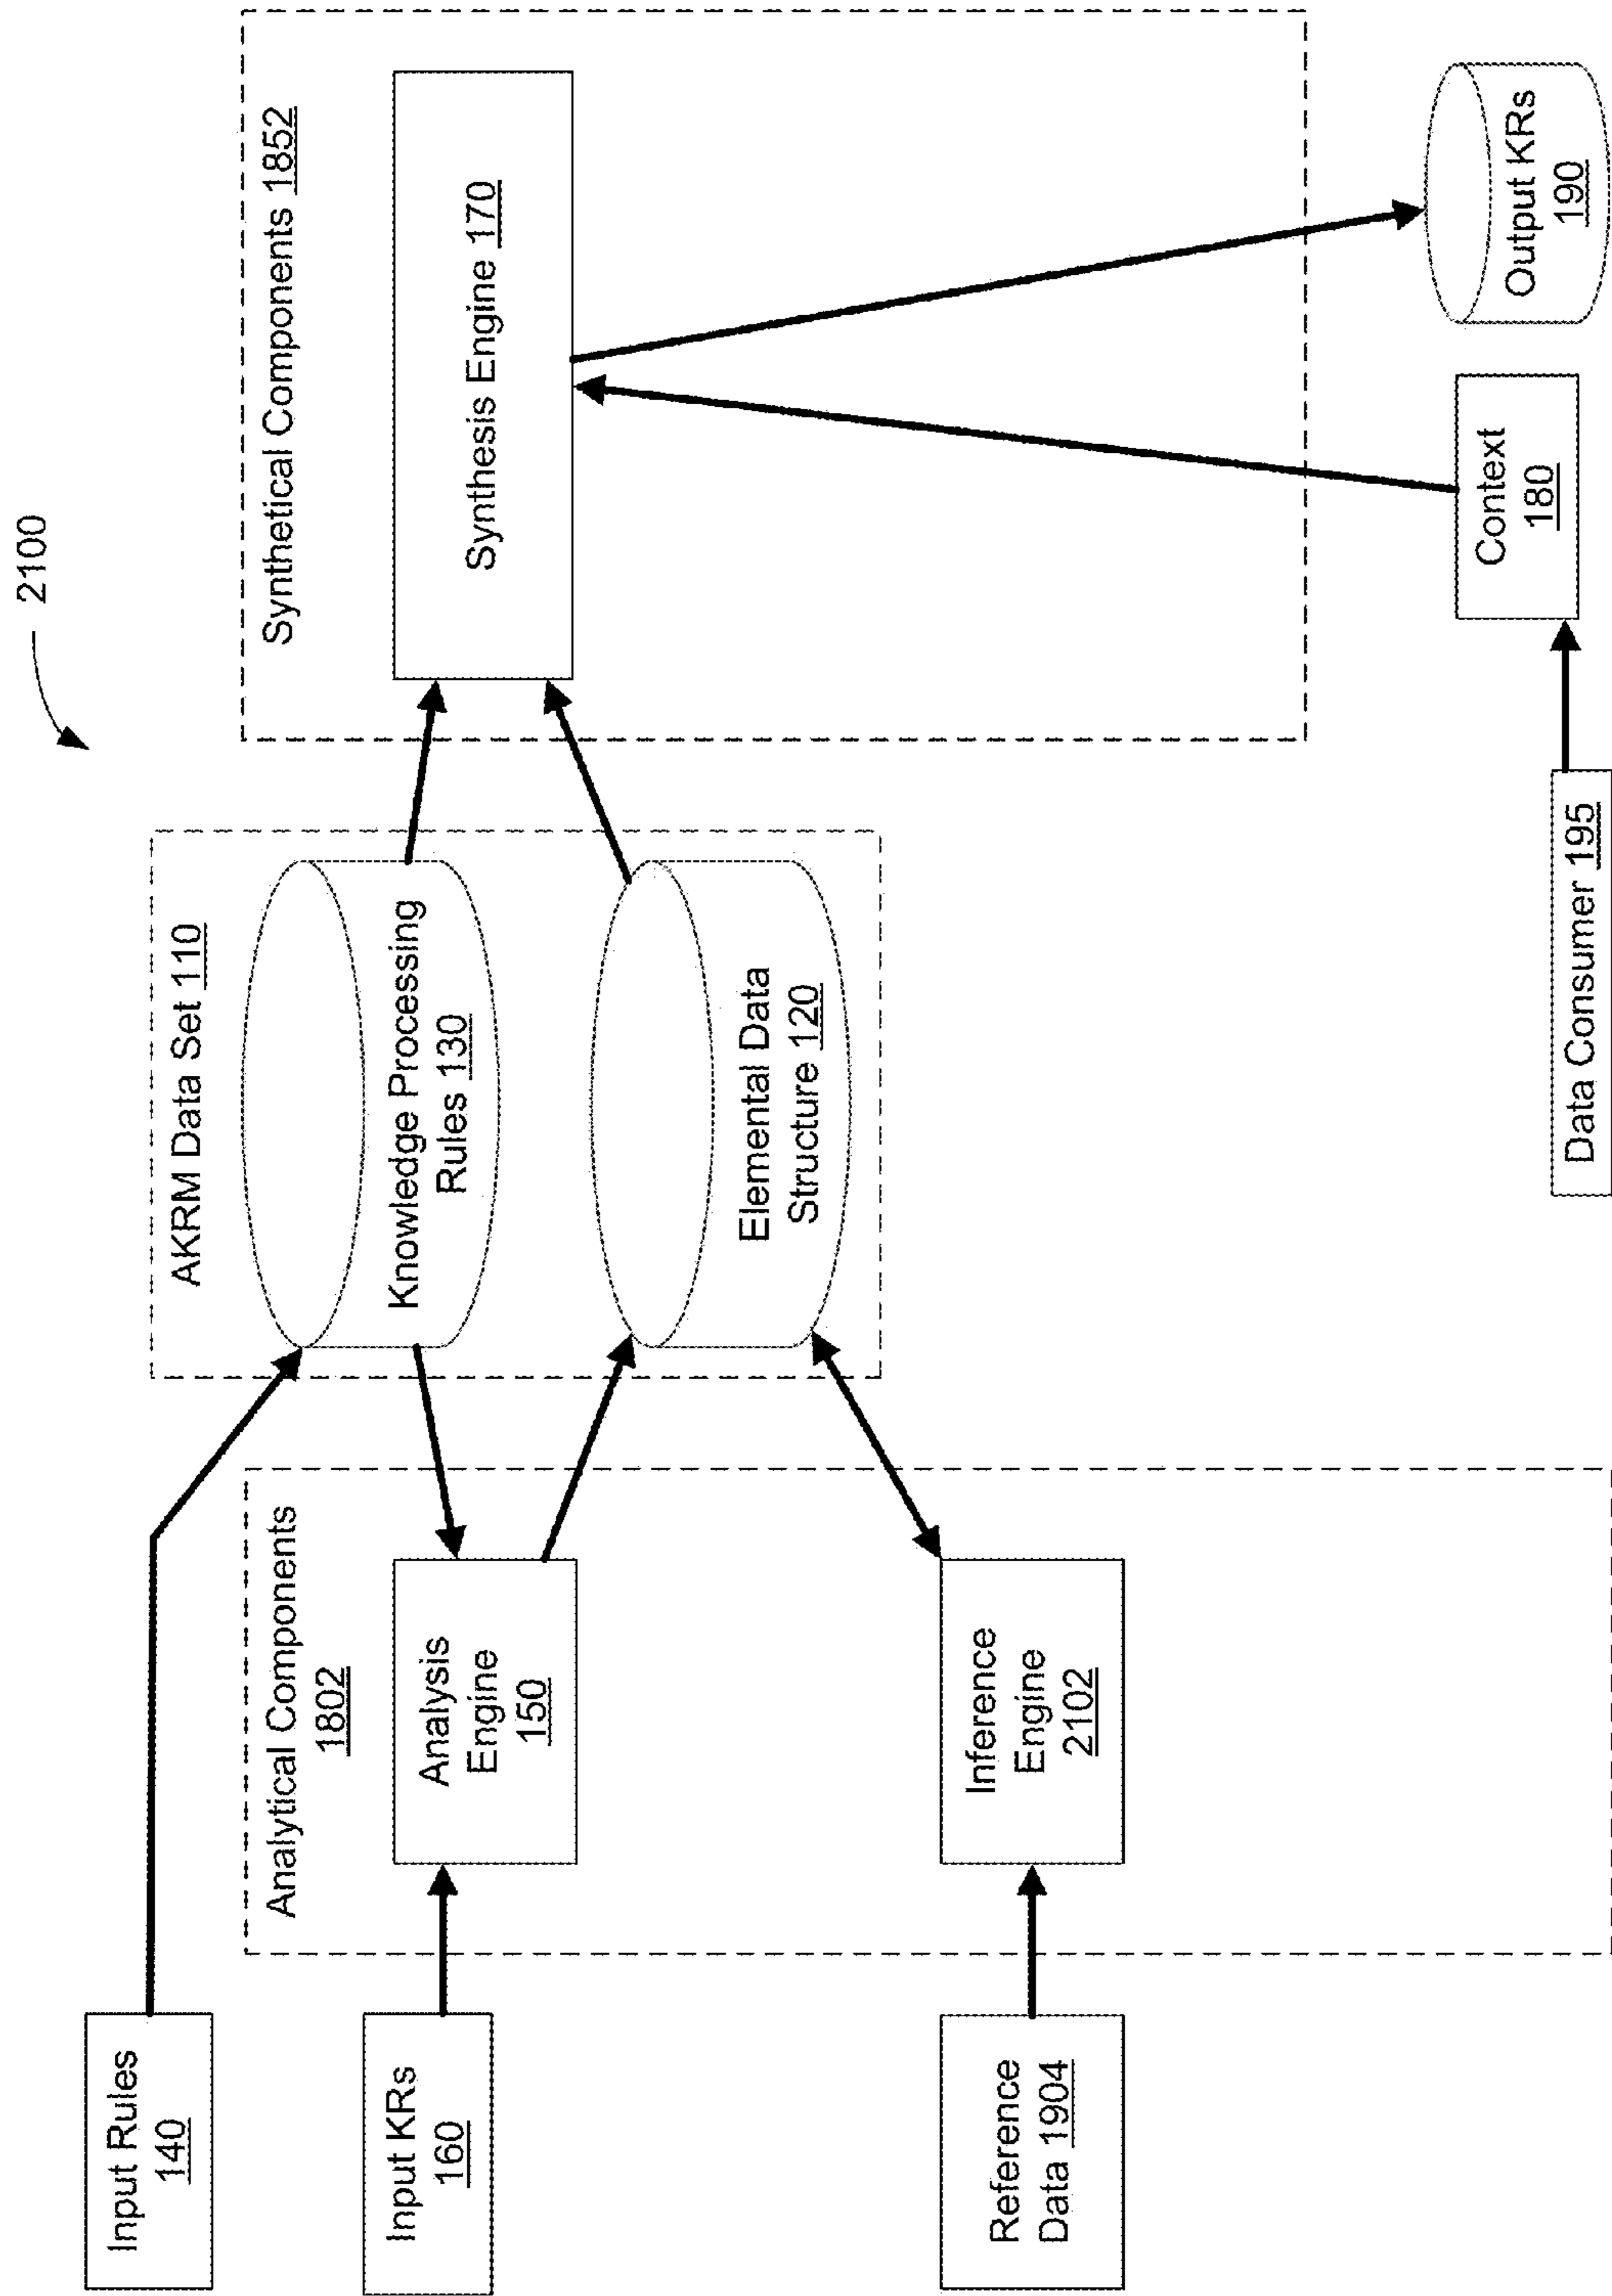 2100
Input Rules
140
Input KRs
160
Reference
Data 1904
Analytical Components
1802
Analysis
Engine
150
Inference
Engine
2102
AKRM Data Set 110
Knowledge Processing
Rules 130
Elemental Data
Structure 120
Synthetical Components 1852
Synthesis Engine 170
Data Consumer 195
Context
180
Output KRs
190